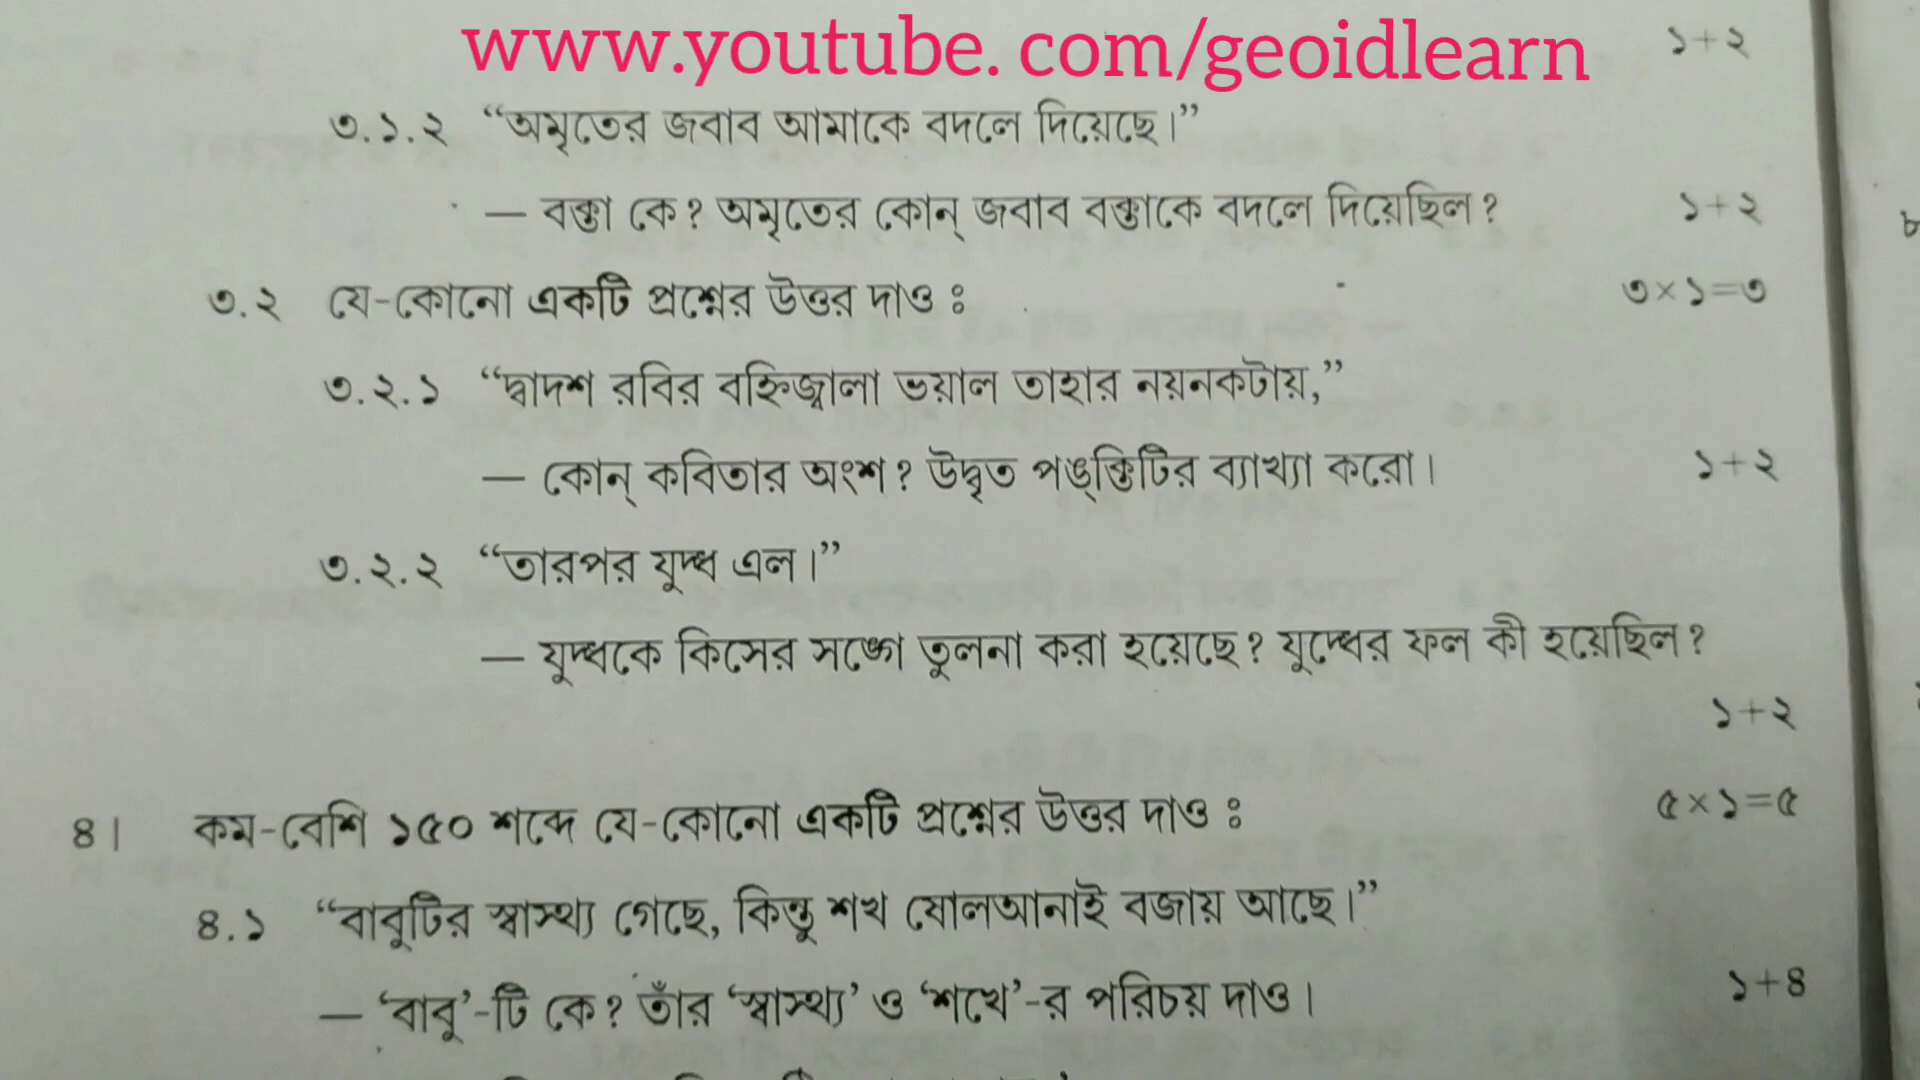 www.youtube. com/geoidlearn
১+২
৩.১.২ “অমৃতের জবাব আমাকে বদলে দিয়েছে।”
— বক্তা কে? অমৃতের কোন্ জবাব বক্তাকে বদলে দিয়েছিল? ১+২
৩.২ যে-কোনো একটি প্রশ্নের উত্তর দাও ঃ ৩×১=৩
৩.২.১ “দ্বাদশ রবির বহ্নিজ্বালা ভয়াল তাহার নয়নকটায়,”
— কোন্ কবিতার অংশ? উদ্ধৃত পঙ্‌ক্তিটির ব্যাখ্যা করো। ১+২
৩.২.২ “তারপর যুদ্ধ এল।”
— যুদ্ধকে কিসের সঙ্গে তুলনা করা হয়েছে? যুদ্ধের ফল কী হয়েছিল?
১+২
৪। কম-বেশি ১৫০ শব্দে যে-কোনো একটি প্রশ্নের উত্তর দাও ঃ ৫×১=৫
৪.১ “বাবুটির স্বাস্থ্য গেছে, কিন্তু শখ ষোলআনাই বজায় আছে।”
— ‘বাবু’-টি কে? তাঁর ‘স্বাস্থ্য’ ও ‘শখে’-র পরিচয় দাও। ১+৪